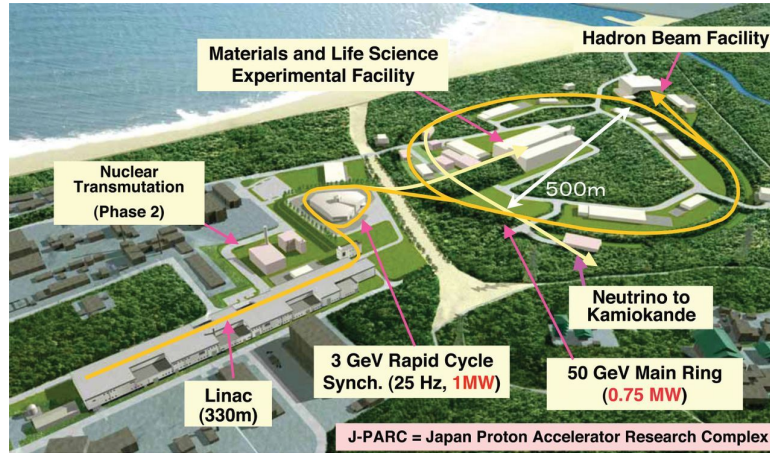 Materials and Life Science
Experimental Facility
Hadron Beam Facility
Nuclear
Transmutation
(Phase 2)
500m
Neutrino to
Kamiokande
3 GeV Rapid Cycle
Synch. (25 Hz, 1MW)
50 GeV Main Ring
(0.75 MW)
Linac
(330m)
J-PARC = Japan Proton Accelerator Research Complex